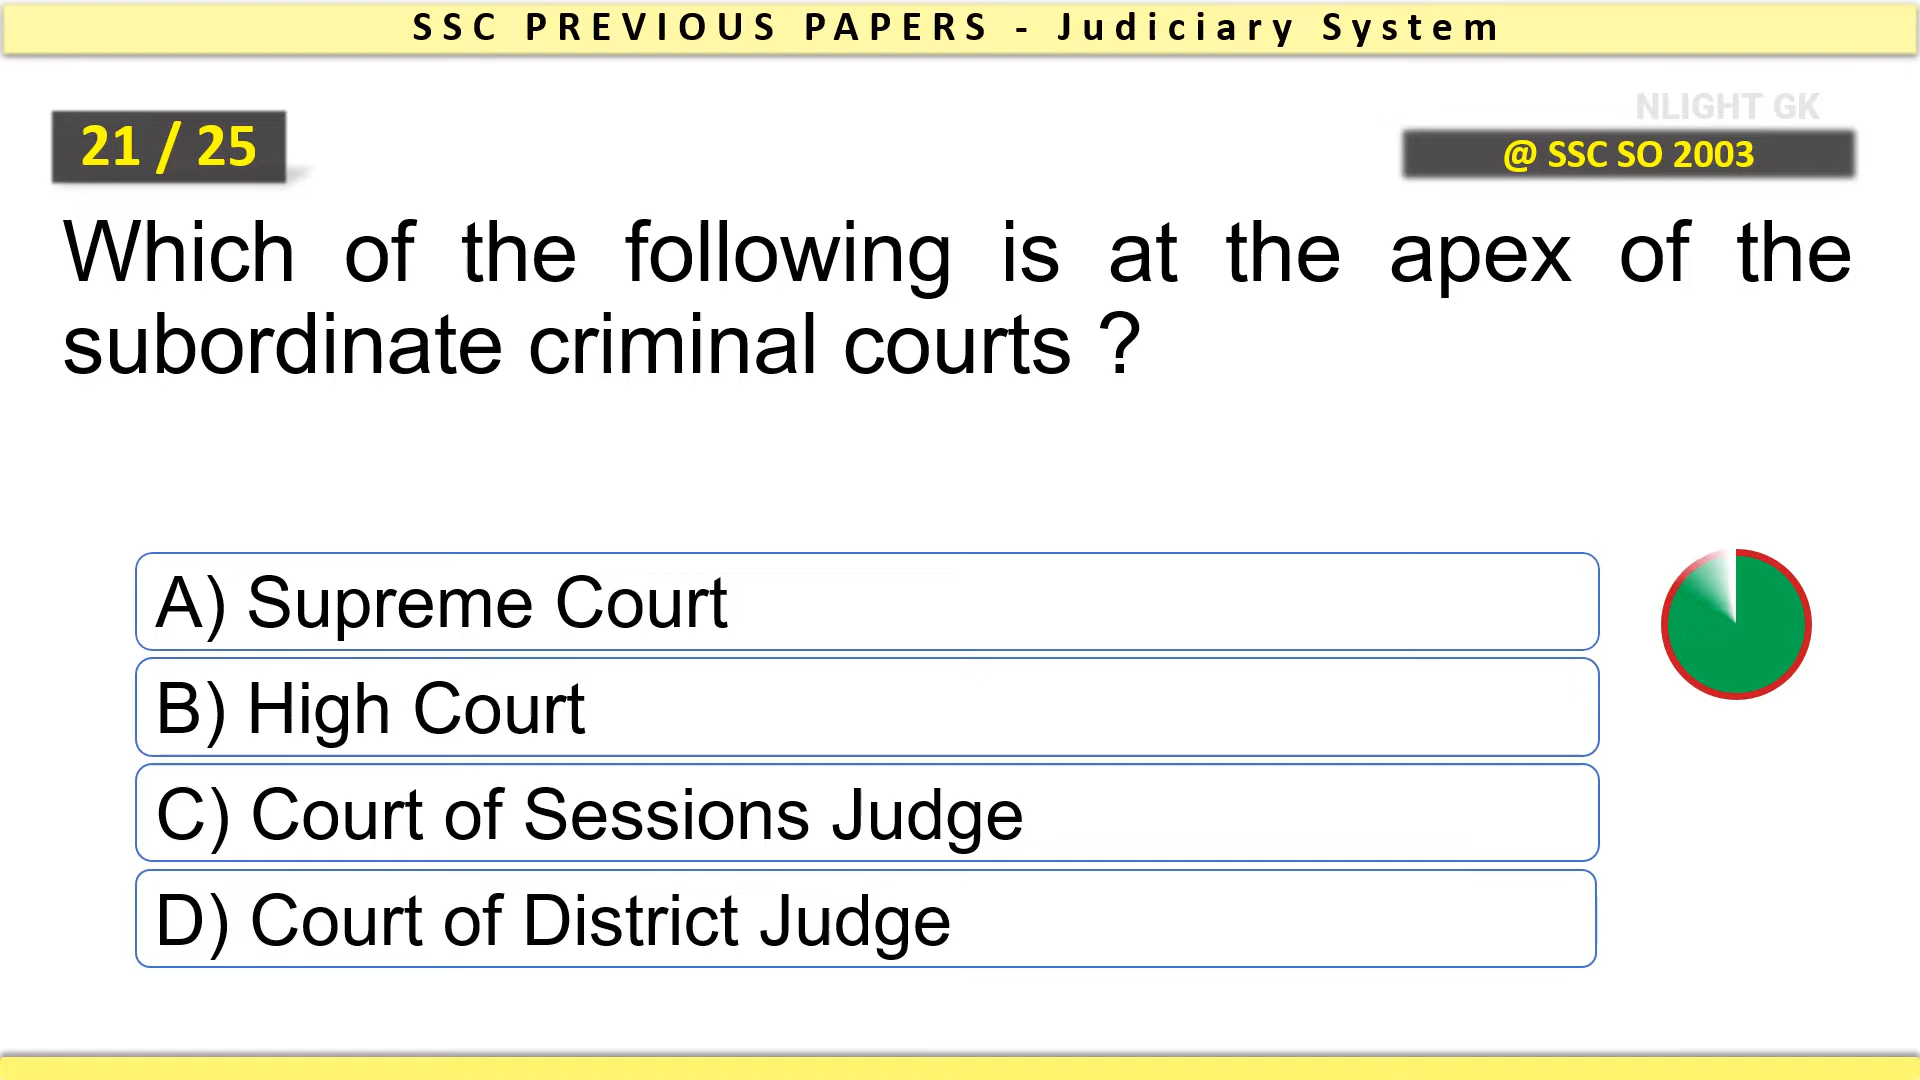 SSC PREVIOUS PAPERS - Judiciary System
NLIGHT GK
21 / 25
@ SSC SO 2003
Which of the following is at the apex of the
subordinate criminal courts ?
A) Supreme Court
B) High Court
C) Court of Sessions Judge
D) Court of District Judge